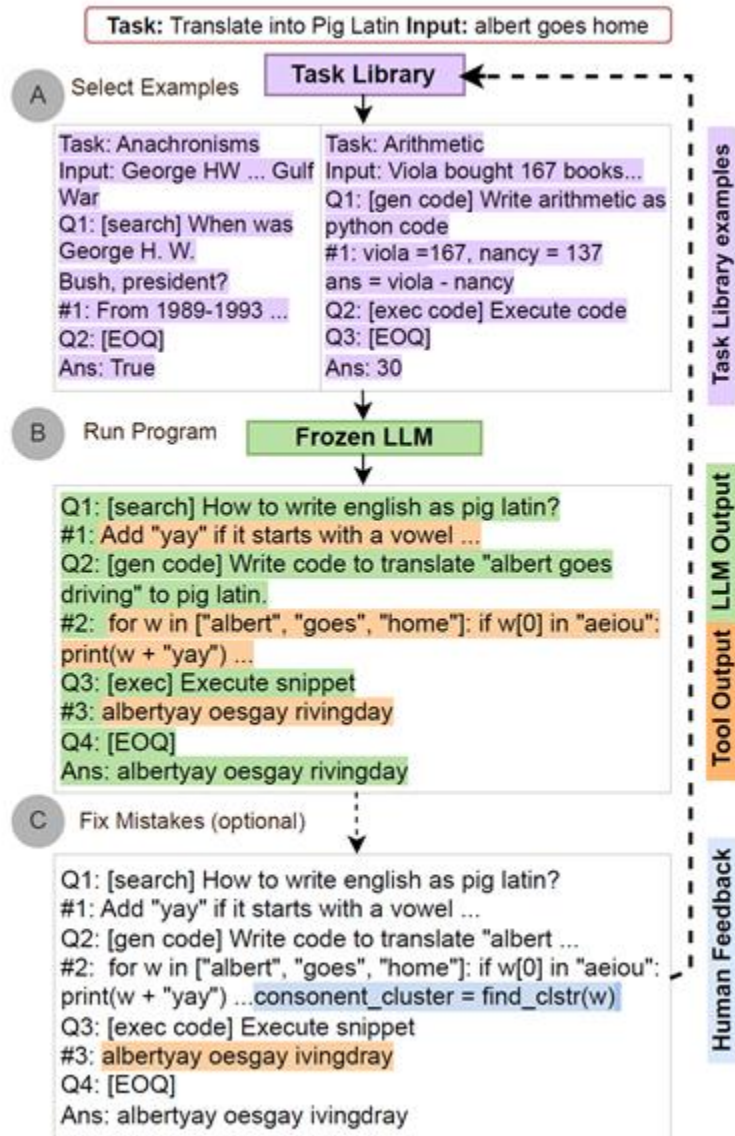 Task: Translate into Pig Latin Input: albert goes home
A
Select Examples
Task Library
Task: Anachronisms
Input: George HW ... Gulf
War
Q1: [search] When was
George H. W.
Bush, president?
#1: From 1989-1993 ...
Q2: [EOQ]
Ans: True
Task: Arithmetic
Input: Viola bought 167 books...
Q1: [gen code] Write arithmetic as
python code
#1: viola =167, nancy = 137
ans = viola - nancy
Q2: [exec code] Execute code
Q3: [EOQ]
Ans: 30
B
Run Program
Frozen LLM
Q1: [search] How to write english as pig latin?
#1: Add "yay" if it starts with a vowel ...
Q2: [gen code] Write code to translate "albert goes
driving" to pig latin.
#2: for w in ["albert", "goes", "home"]: if w[0] in "aeiou":
print(w + "yay") ...
Q3: [exec] Execute snippet
#3: albertyay oesgay rivingday
Q4: [EOQ]
Ans: albertyay oesgay rivingday
C
Fix Mistakes (optional)
Q1: [search] How to write english as pig latin?
#1: Add "yay" if it starts with a vowel ...
Q2: [gen code] Write code to translate "albert ...
#2: for w in ["albert", "goes", "home"]: if w[0] in "aeiou":
print(w + "yay") ...consonent_cluster = find_clstr(w)
Q3: [exec code] Execute snippet
#3: albertyay oesgay ivingdray
Q4: [EOQ]
Ans: albertyay oesgay ivingdray
Task Library examples
LLM Output
Tool Output
Human Feedback